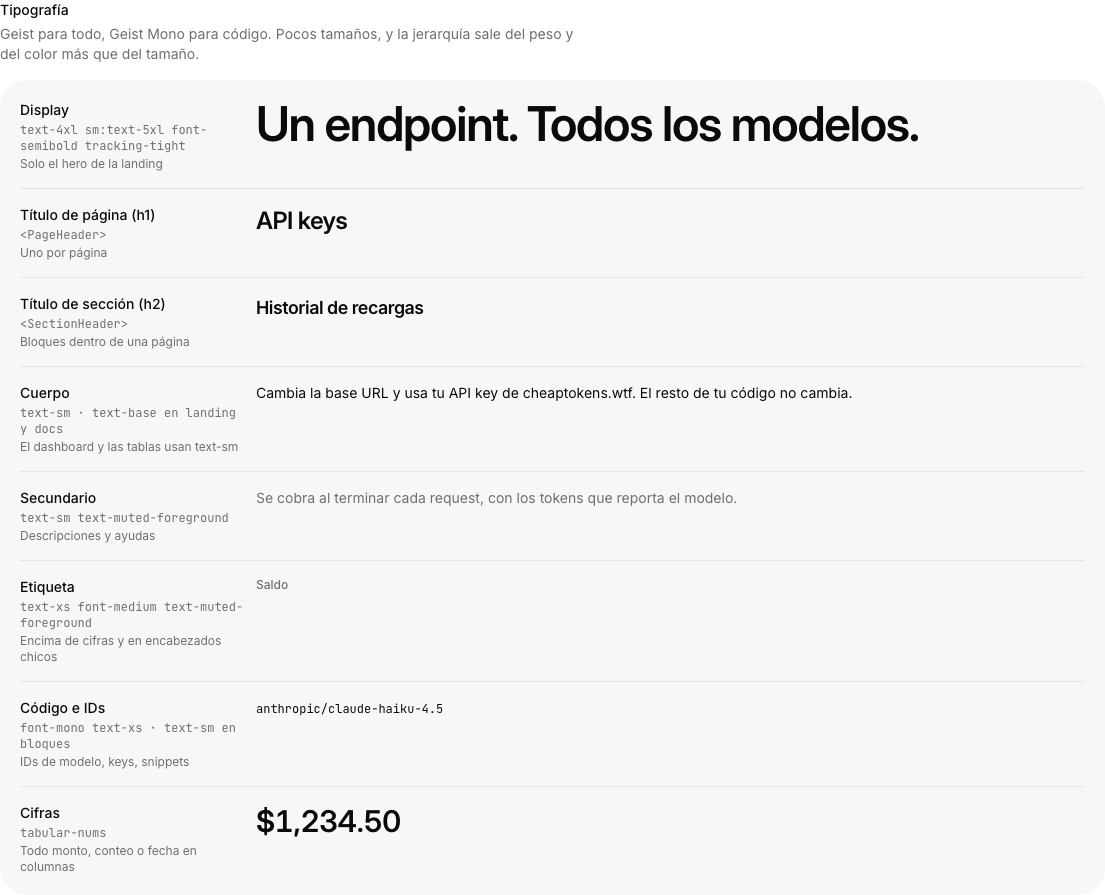 Tipografía
Geist para todo, Geist Mono para código. Pocos tamaños, y la jerarquía sale del peso y
del color más que del tamaño.
Display
text-4xl sm:text-5xl font-
semibold tracking-tight
Solo el hero de la landing
Un endpoint. Todos los modelos.
Título de página (h1)
<PageHeader>
Uno por página
API keys
Título de sección (h2)
<SectionHeader>
Bloques dentro de una página
Historial de recargas
Cuerpo
text-sm · text-base en landing
y docs
El dashboard y las tablas usan text-sm
Cambia la base URL y usa tu API key de cheaptokens.wtf. El resto de tu código no cambia.
Secundario
text-sm text-muted-foreground
Descripciones y ayudas
Se cobra al terminar cada request, con los tokens que reporta el modelo.
Etiqueta
text-xs font-medium text-muted-
foreground
Encima de cifras y en encabezados
chicos
Saldo
Código e IDs
font-mono text-xs · text-sm en
bloques
IDs de modelo, keys, snippets
anthropic/claude-haiku-4.5
Cifras
tabular-nums
Todo monto, conteo o fecha en
columnas
$1,234.50